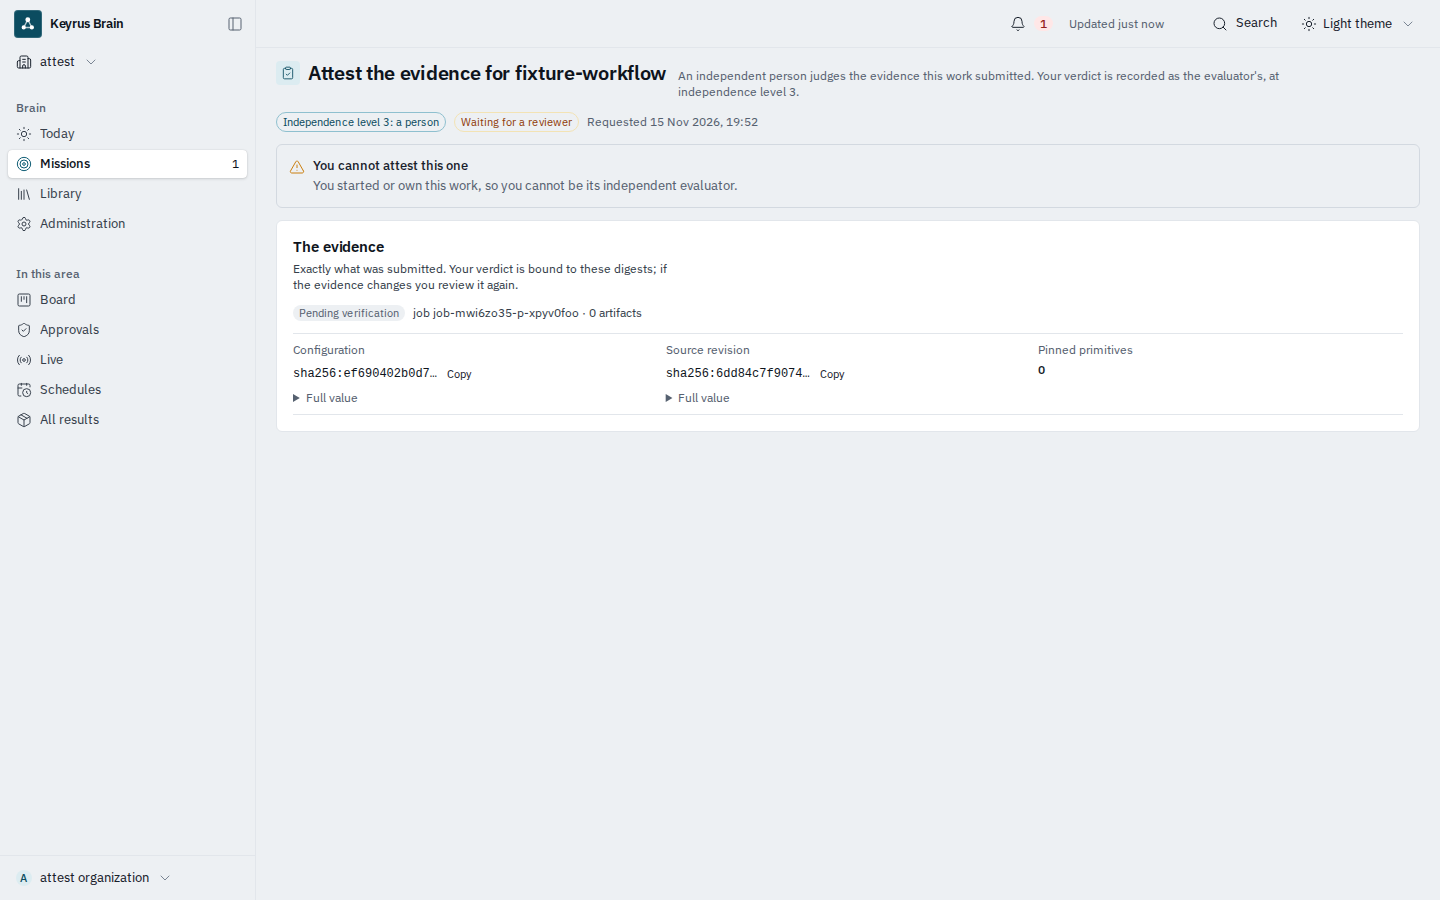 Keyrus Brain
1
Updated just now
Search
Light theme
attest
Brain
Today
Missions
1
Library
Administration
In this area
Board
Approvals
Live
Schedules
All results
A
attest organization
Attest the evidence for fixture-workflow
An independent person judges the evidence this work submitted. Your verdict is recorded as the evaluator's, at
independence level 3.
Independence level 3: a person
Waiting for a reviewer
Requested 15 Nov 2026, 19:52
You cannot attest this one
You started or own this work, so you cannot be its independent evaluator.
The evidence
Exactly what was submitted. Your verdict is bound to these digests; if
the evidence changes you review it again.
Pending verification
job job-mwi6zo35-p-xpyv0foo · 0 artifacts
Configuration
sha256:ef690402b0d7…
Copy
Full value
Source revision
sha256:6dd84c7f9074…
Copy
Full value
Pinned primitives
0